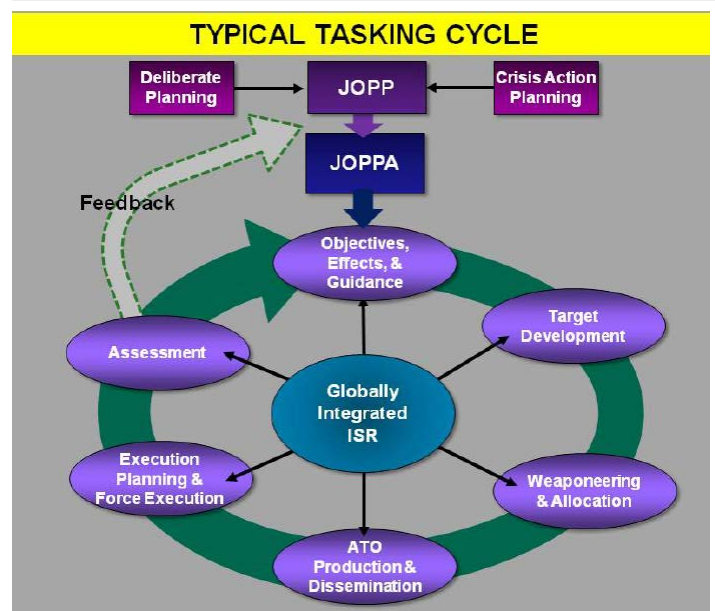 TYPICAL TASKING CYCLE
Deliberate
Planning
JOPP
Crisis Action
Planning
JOPPA
Feedback
Objectives,
Effects, &
Guidance
Target
Development
Assessment
Globally
Integrated
ISR
Execution
Planning &
Force Execution
Weaponeering
& Allocation
ATO
Production &
Dissemination